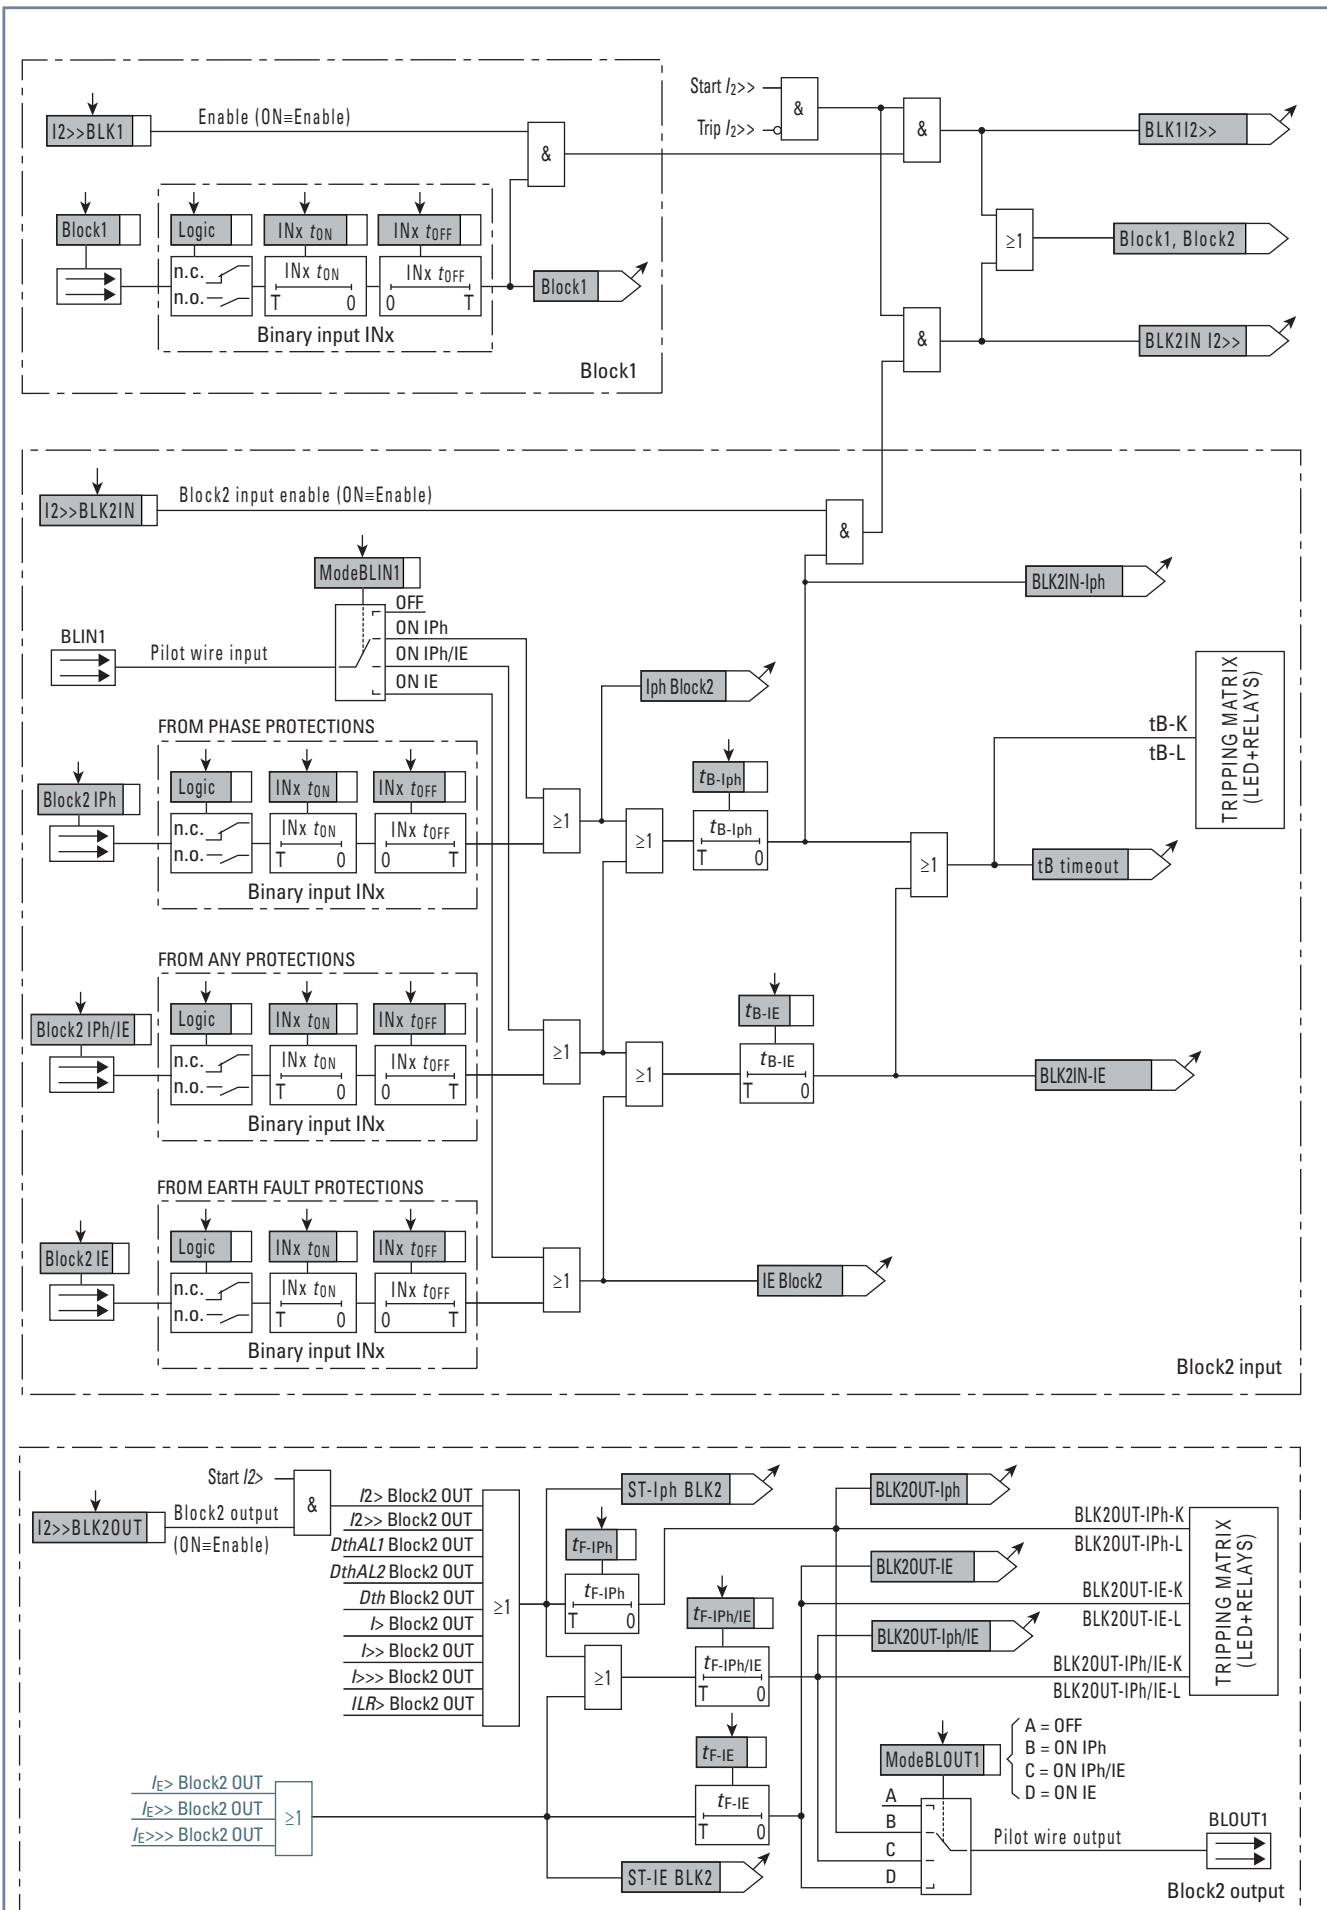 Start I2>>
&
Trip I2>>
I2>>BLK1
Enable (ON≡Enable)
&
&
BLK1I2>>
Block1
Logic
INx tON
INx tOFF
n.c.
n.o.
INx tON
T 0
INx tOFF
0 T
Binary input INx
Block1
Block1
≥1
Block1, Block2
&
BLK2IN I2>>
I2>>BLK2IN
Block2 input enable (ON≡Enable)
&
ModeBLIN1
OFF
ON IPh
ON IPh/IE
ON IE
BLIN1
Pilot wire input
BLK2IN-Iph
Iph Block2
TRIPPING MATRIX
(LED+RELAYS)
tB-K
tB-L
FROM PHASE PROTECTIONS
Block2 IPh
Logic
INx tON
INx tOFF
n.c.
n.o.
INx tON
T 0
INx tOFF
0 T
Binary input INx
≥1
≥1
tB-Iph
tB-Iph
T 0
≥1
tB timeout
FROM ANY PROTECTIONS
Block2 IPh/IE
Logic
INx tON
INx tOFF
n.c.
n.o.
INx tON
T 0
INx tOFF
0 T
Binary input INx
≥1
≥1
tB-IE
tB-IE
T 0
BLK2IN-IE
FROM EARTH FAULT PROTECTIONS
Block2 IE
Logic
INx tON
INx tOFF
n.c.
n.o.
INx tON
T 0
INx tOFF
0 T
Binary input INx
≥1
IE Block2
Block2 input
Start I2>
&
I2>>BLK2OUT
Block2 output
(ON≡Enable)
I2> Block2 OUT
I2>> Block2 OUT
DthAL1 Block2 OUT
DthAL2 Block2 OUT
Dth Block2 OUT
I> Block2 OUT
I>> Block2 OUT
I>>> Block2 OUT
ILR> Block2 OUT
≥1
ST-Iph BLK2
tF-IPh
tF-IPh
T 0
≥1
tF-IPh/IE
tF-IPh/IE
T 0
tF-IE
tF-IE
T 0
ST-IE BLK2
IE> Block2 OUT
IE>> Block2 OUT
IE>>> Block2 OUT
≥1
BLK2OUT-Iph
BLK2OUT-IE
BLK2OUT-Iph/IE
BLK2OUT-IPh-K
BLK2OUT-IPh-L
BLK2OUT-IE-K
BLK2OUT-IE-L
BLK2OUT-IPh/IE-K
BLK2OUT-IPh/IE-L
TRIPPING MATRIX
(LED+RELAYS)
ModeBLOUT1
A = OFF
B = ON IPh
C = ON IPh/IE
D = ON IE
A
B
C
D
Pilot wire output
BLOUT1
Block2 output